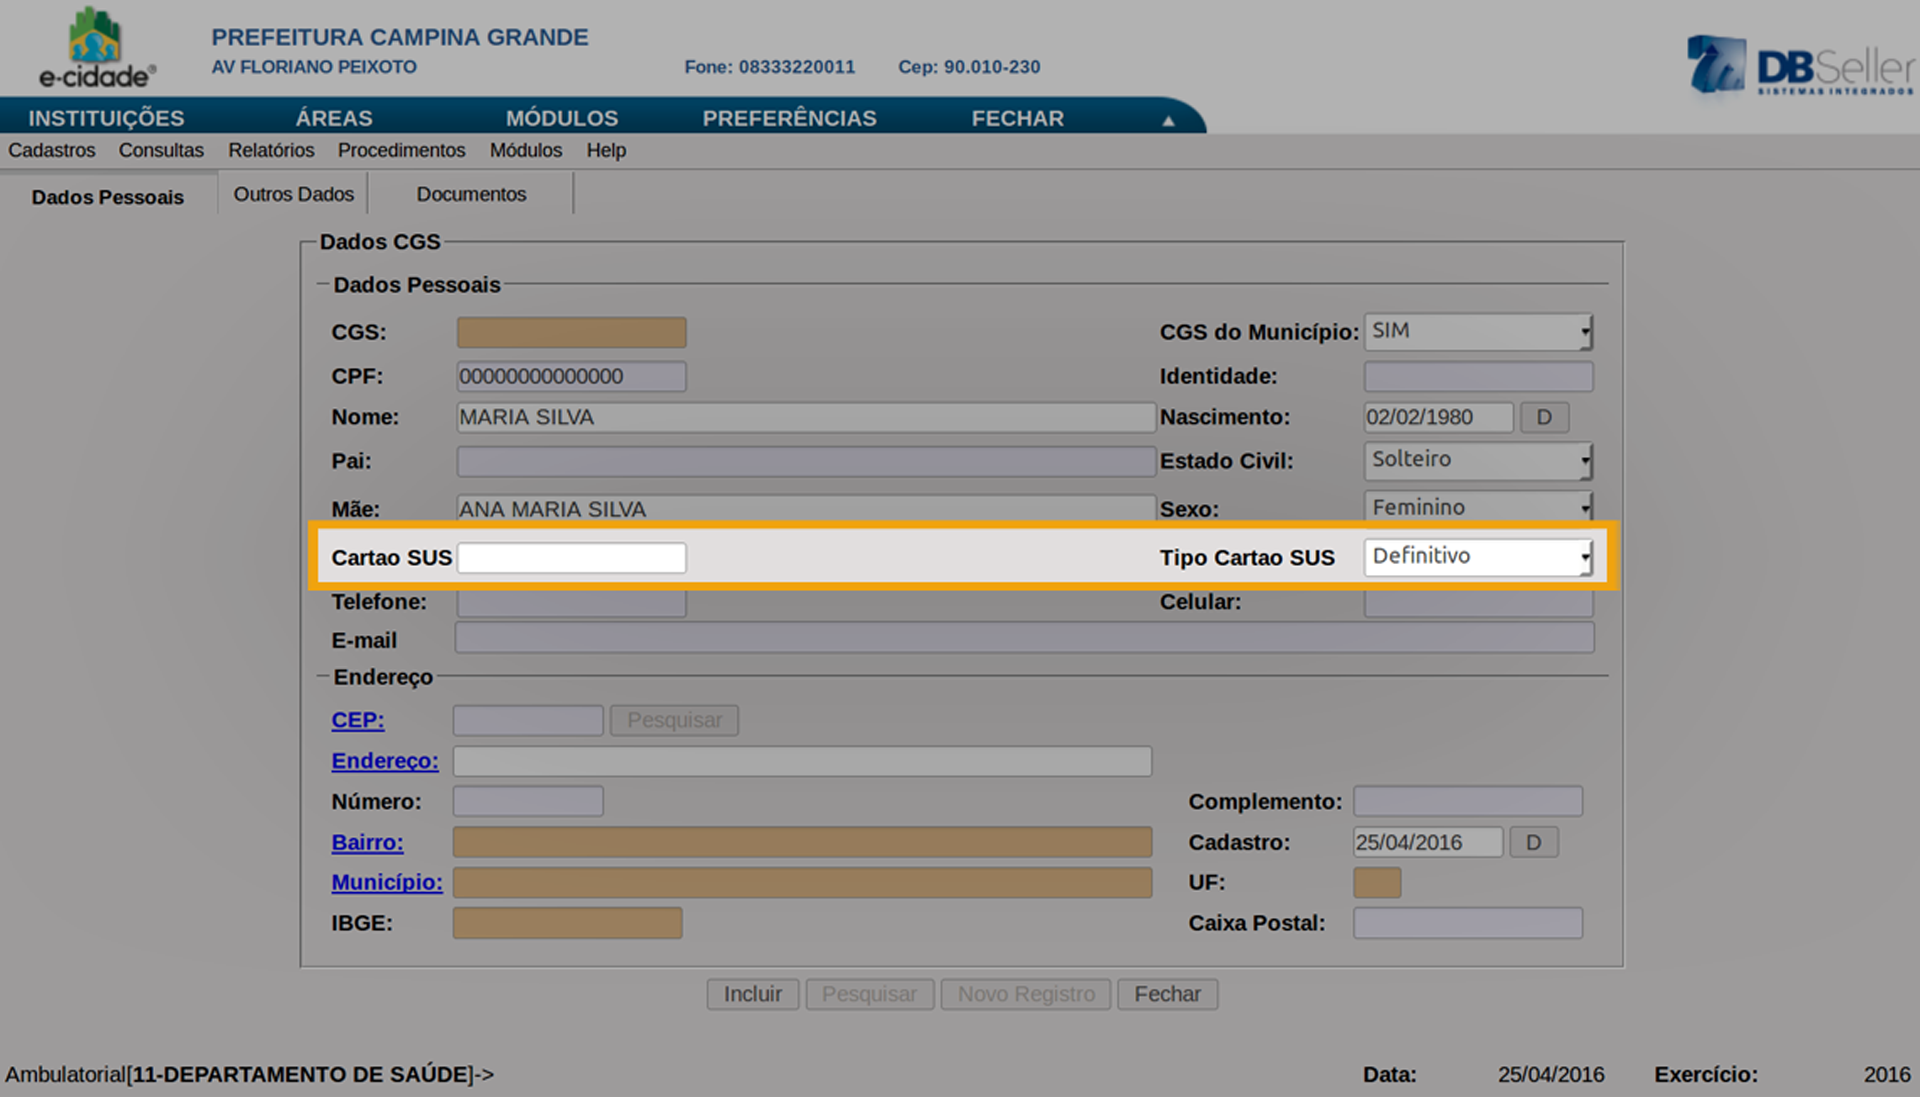 e-cidade®
PREFEITURA CAMPINA GRANDE
AV FLORIANO PEIXOTO Fone: 08333220011 Cep: 90.010-230
DBSeller
SISTEMAS INTEGRADOS
INSTITUIÇÕES ÁREAS MÓDULOS PREFERÊNCIAS FECHAR ▲
Cadastros Consultas Relatórios Procedimentos Módulos Help
Dados Pessoais Outros Dados Documentos
Dados CGS
Dados Pessoais
CGS: CGS do Município: SIM
CPF: 00000000000000 Identidade:
Nome: MARIA SILVA Nascimento: 02/02/1980 D
Pai: Estado Civil: Solteiro
Mãe: ANA MARIA SILVA Sexo: Feminino
Cartao SUS Tipo Cartao SUS Definitivo
Telefone: Celular:
E-mail
Endereço
CEP: Pesquisar
Endereço:
Número: Complemento:
Bairro: Cadastro: 25/04/2016 D
Município: UF:
IBGE: Caixa Postal:
Incluir Pesquisar Novo Registro Fechar
Ambulatorial[11-DEPARTAMENTO DE SAÚDE]-> Data: 25/04/2016 Exercício: 2016